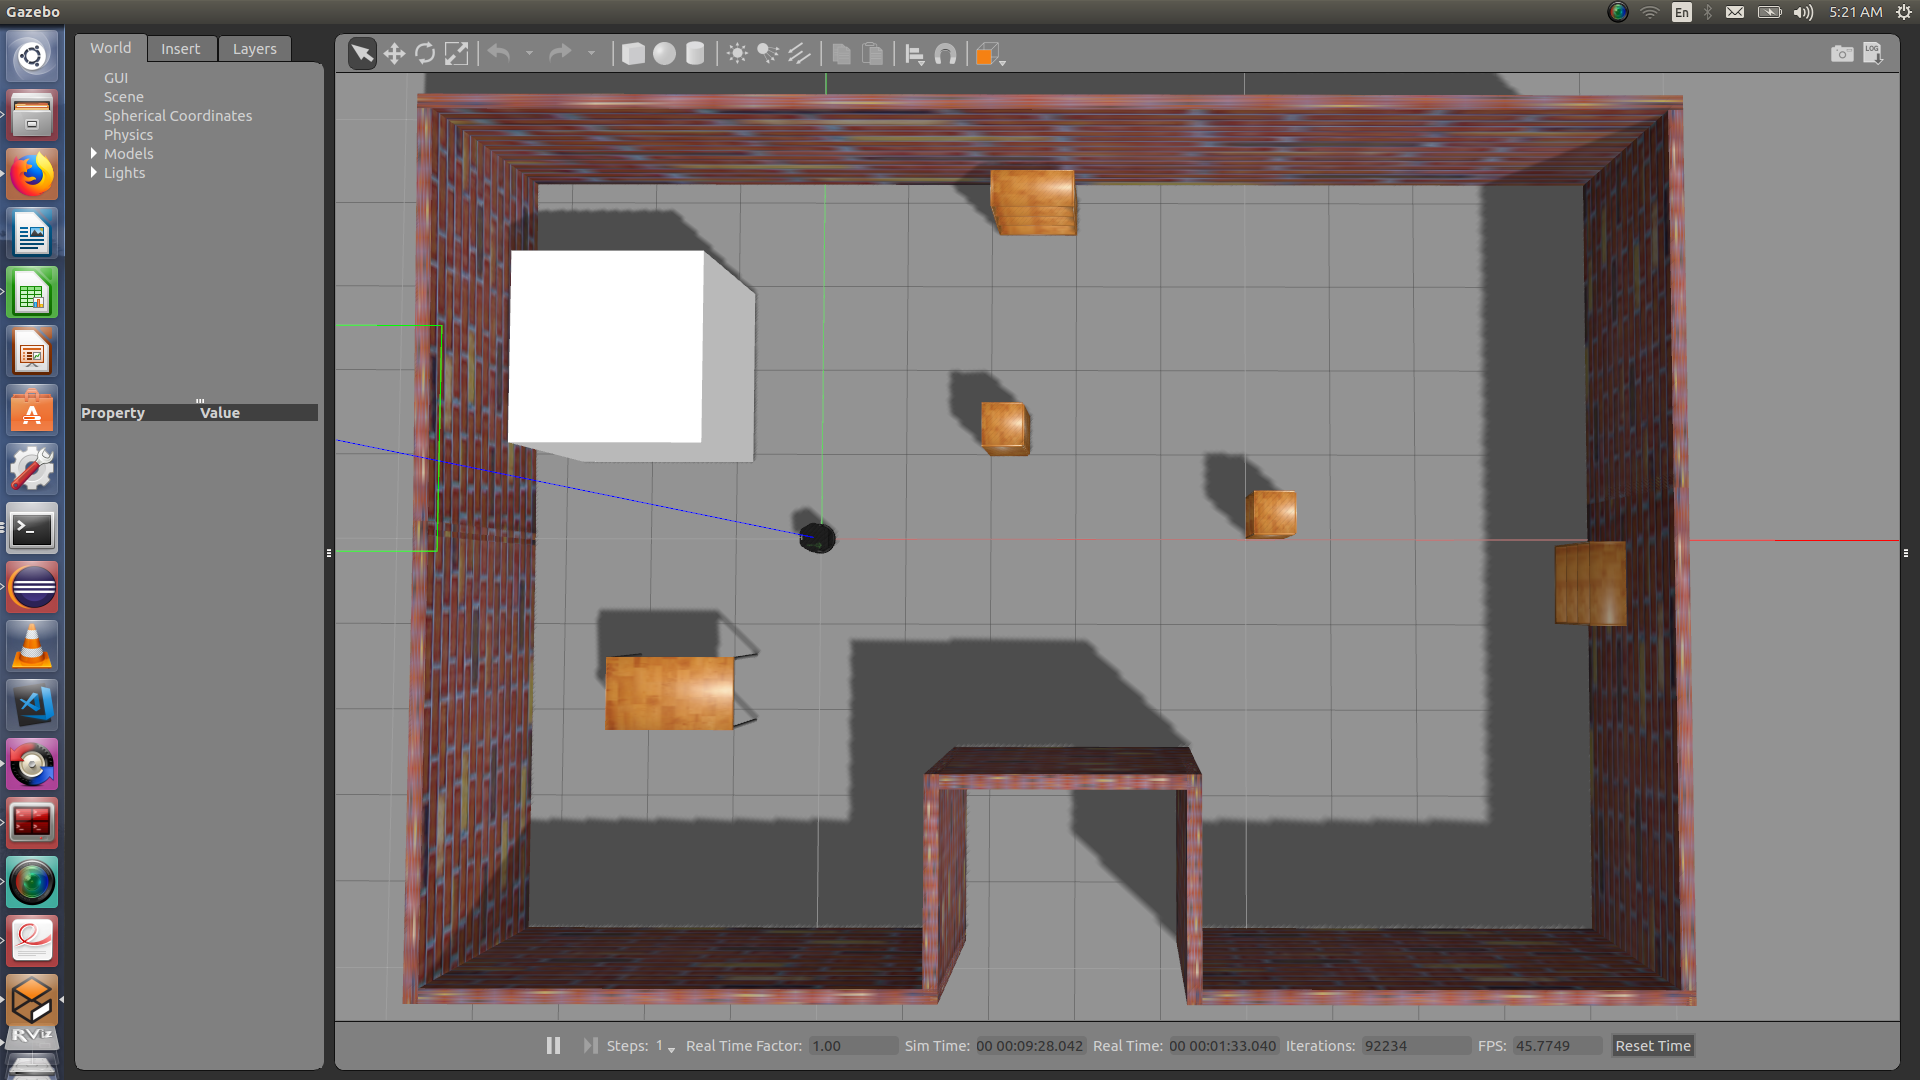 Gazebo
En
5:21 AM
World Insert Layers
LOG
GUI
Scene
Spherical Coordinates
Physics
Models
Lights
Property Value
RViz
Steps: 1 Real Time Factor: 1.00 Sim Time: 00 00:09:28.042 Real Time: 00 00:01:33.040 Iterations: 92234 FPS: 45.7749 Reset Time